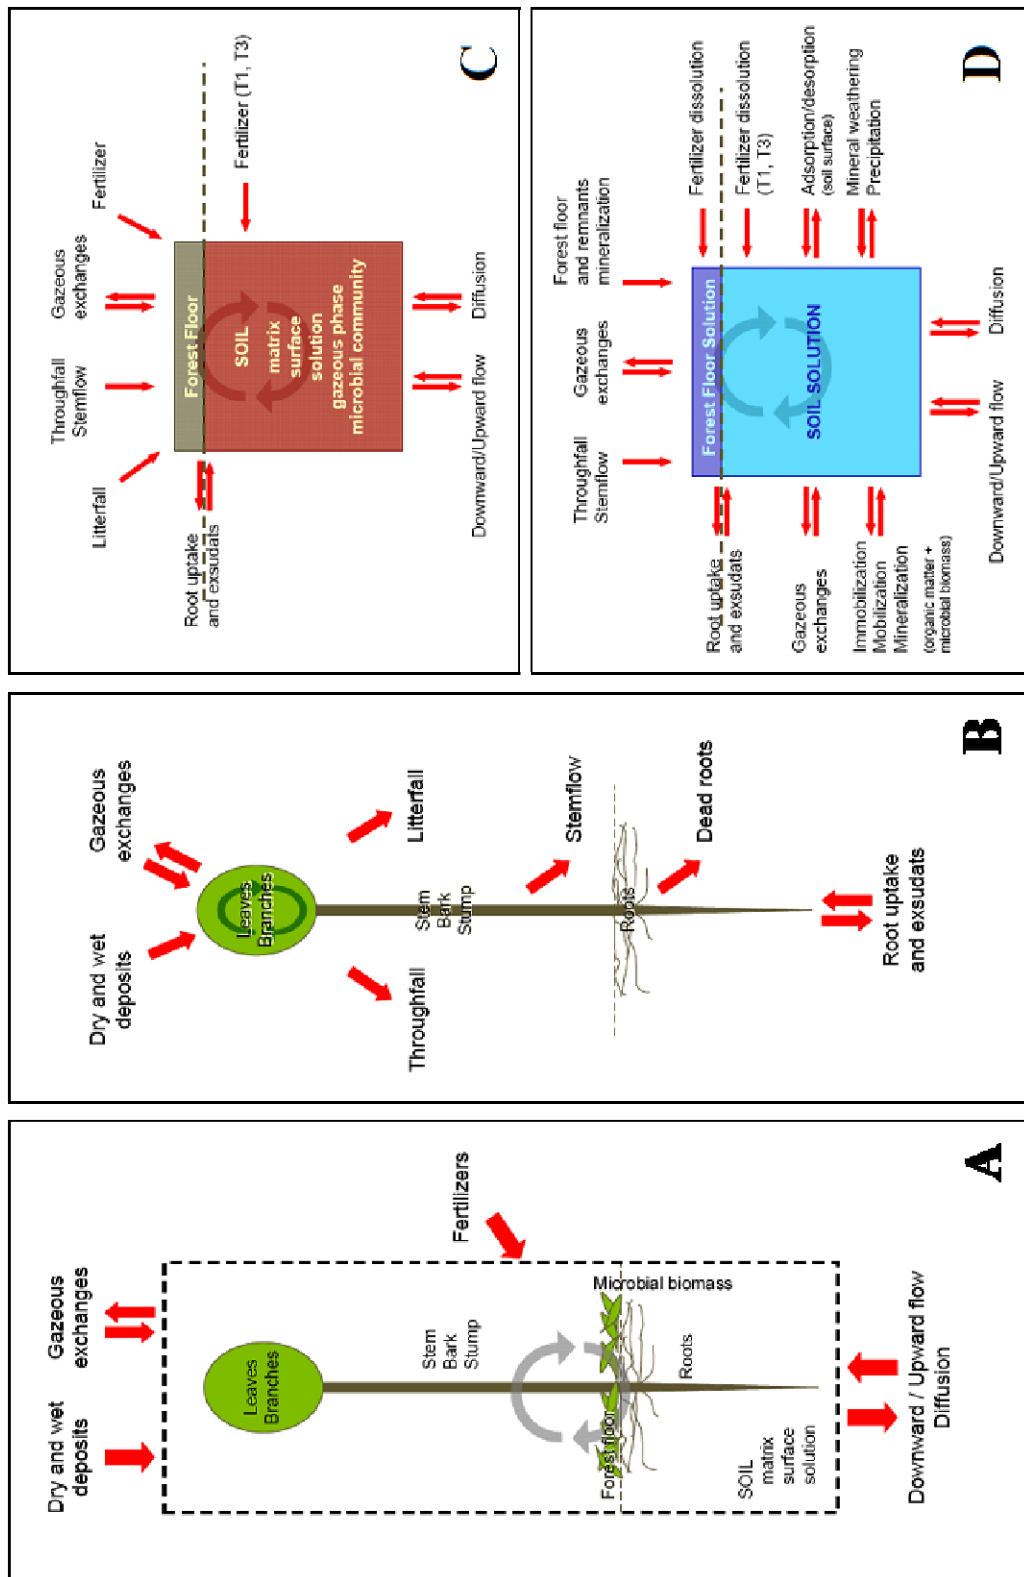 Dry and wet
deposits
Gazeous
exchanges
Leaves
Branches
Stem
Bark
Stump
Fertilizers
Forest floor
Microbial biomass
Roots
SOIL
matrix
surface
solution
Downward / Upward flow
Diffusion
A
Dry and wet
deposits
Gazeous
exchanges
Leaves
Branches
Throughfall
Litterfall
Stem
Bark
Stump
Stemflow
Roots
Dead roots
Root uptake
and exsudats
B
Litterfall
Throughfall
Stemflow
Gazeous
exchanges
Fertilizer
Forest Floor
Root uptake
and exsudats
Fertilizer (T1, T3)
SOIL
matrix
surface
solution
gazeous phase
microbial community
Downward/Upward flow
Diffusion
C
Throughfall
Stemflow
Gazeous
exchanges
Forest floor
and remnants
mineralization
Forest Floor Solution
Fertilizer dissolution
Root uptake
and exsudats
Fertilizer dissolution
(T1, T3)
SOIL SOLUTION
Gazeous
exchanges
Adsorption/desorption
(soil surface)
Immobilization
Mobilization
Mineralization
(organic matter +
microbial biomass)
Mineral weathering
Precipitation
Downward/Upward flow
Diffusion
D